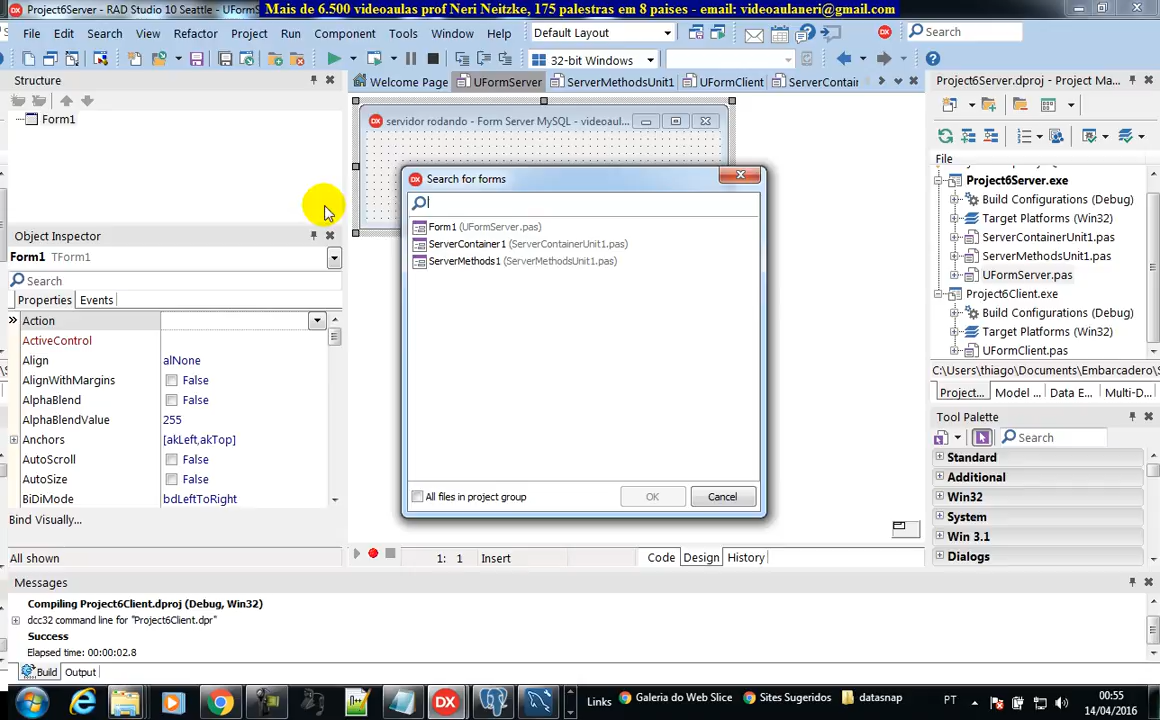 Project6Server - RAD Studio 10 Seattle - UFormS
Mais de 6.500 videoaulas prof Neri Neitzke, 175 palestras em 8 paises - email: videoaulaneri@gmail.com
File Edit Search View Refactor Project Run Component Tools Window Help
Default Layout
Search
32-bit Windows
Structure
Form1
Welcome Page UFormServer ServerMethodsUnit1 UFormClient ServerContair
servidor rodando - Form Server MySQL - videoaul...
Search for forms
Form1 (UFormServer.pas)
ServerContainer1 (ServerContainerUnit1.pas)
ServerMethods1 (ServerMethodsUnit1.pas)
All files in project group
OK
Cancel
Object Inspector
Form1 TForm1
Search
Properties Events
Action
ActiveControl
Align alNone
AlignWithMargins False
AlphaBlend False
AlphaBlendValue 255
Anchors [akLeft,akTop]
AutoScroll False
AutoSize False
BiDiMode bdLeftToRight
Bind Visually...
All shown
1: 1 Insert
Code Design History
Project6Server.dproj - Project Ma...
File
Project6Server.exe
Build Configurations (Debug)
Target Platforms (Win32)
ServerContainerUnit1.pas
ServerMethodsUnit1.pas
UFormServer.pas
Project6Client.exe
Build Configurations (Debug)
Target Platforms (Win32)
UFormClient.pas
C:\Users\thiago\Documents\Embarcadero\S
Project... Model ... Data E... Multi-D...
Tool Palette
Search
Standard
Additional
Win32
System
Win 3.1
Dialogs
Messages
Compiling Project6Client.dproj (Debug, Win32)
dcc32 command line for "Project6Client.dpr"
Success
Elapsed time: 00:00:02.8
Build Output
Links Galeria do Web Slice Sites Sugeridos datasnap
PT
00:55
14/04/2016